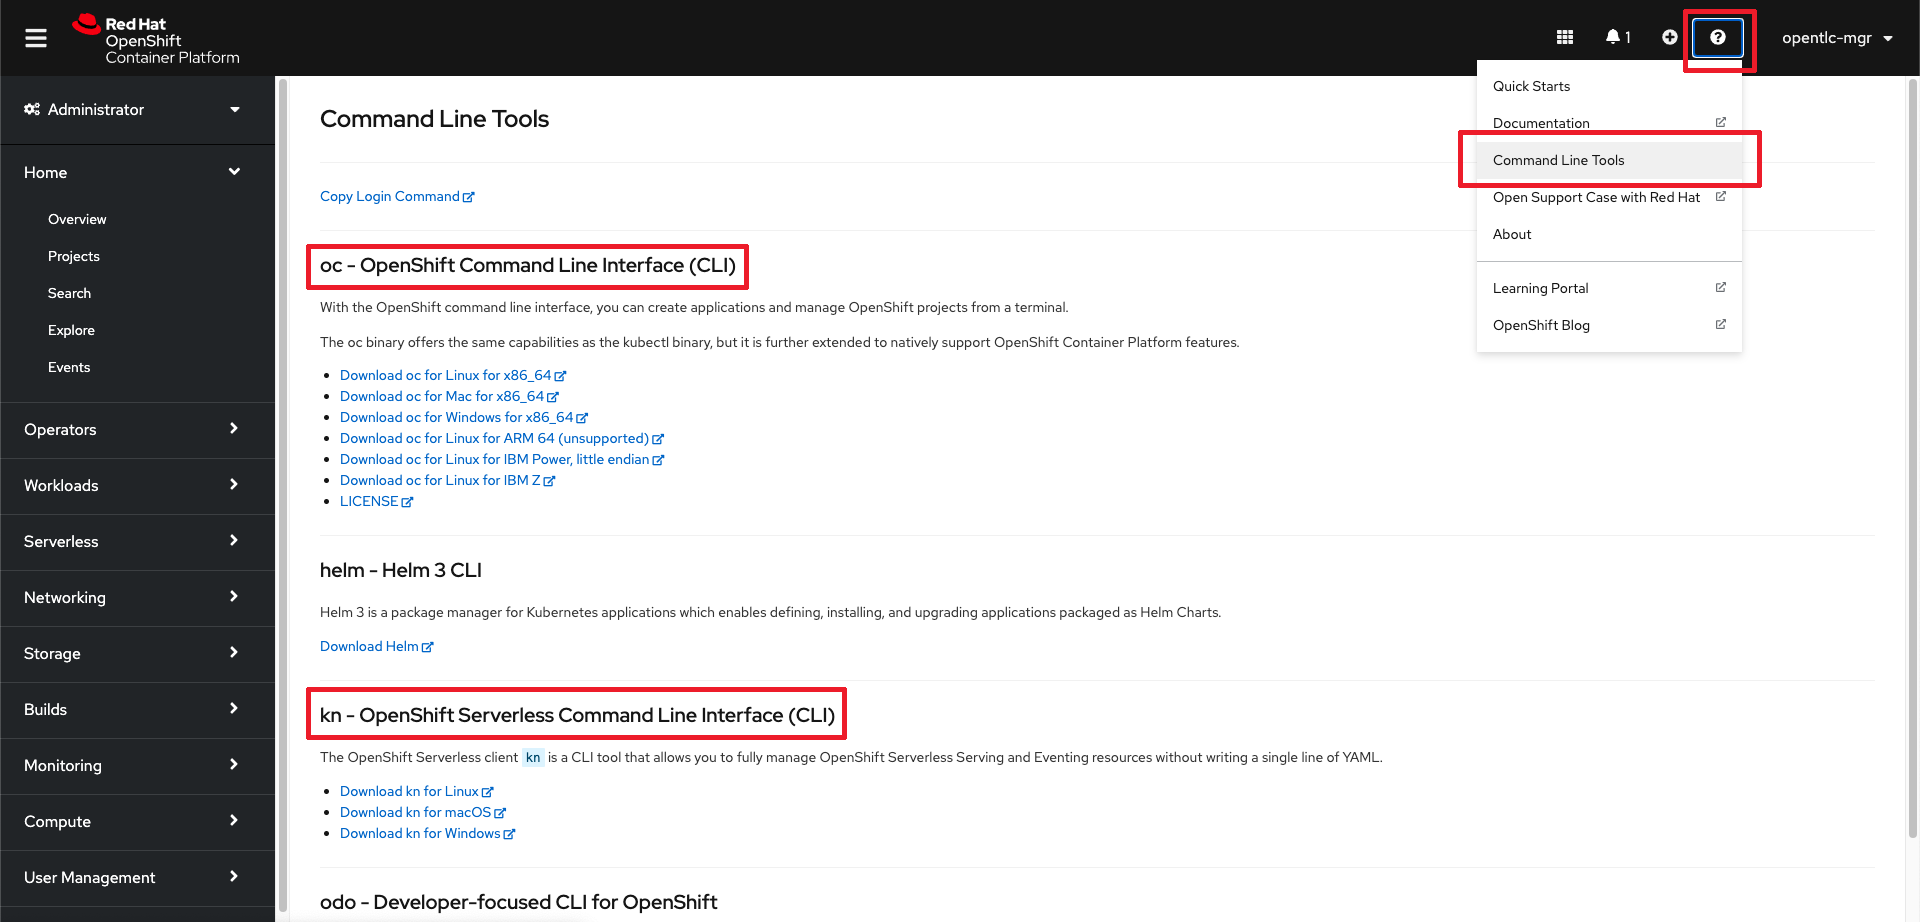 Red Hat
OpenShift
Container Platform
1
opentlc-mgr
Administrator
Home
Overview
Projects
Search
Explore
Events
Operators
Workloads
Serverless
Networking
Storage
Builds
Monitoring
Compute
User Management
Command Line Tools
Copy Login Command
oc - OpenShift Command Line Interface (CLI)
With the OpenShift command line interface, you can create applications and manage OpenShift projects from a terminal.
The oc binary offers the same capabilities as the kubectl binary, but it is further extended to natively support OpenShift Container Platform features.
Download oc for Linux for x86_64
Download oc for Mac for x86_64
Download oc for Windows for x86_64
Download oc for Linux for ARM 64 (unsupported)
Download oc for Linux for IBM Power, little endian
Download oc for Linux for IBM Z
LICENSE
helm - Helm 3 CLI
Helm 3 is a package manager for Kubernetes applications which enables defining, installing, and upgrading applications packaged as Helm Charts.
Download Helm
kn - OpenShift Serverless Command Line Interface (CLI)
The OpenShift Serverless client kn is a CLI tool that allows you to fully manage OpenShift Serverless Serving and Eventing resources without writing a single line of YAML.
Download kn for Linux
Download kn for macOS
Download kn for Windows
odo - Developer-focused CLI for OpenShift
Quick Starts
Documentation
Command Line Tools
Open Support Case with Red Hat
About
Learning Portal
OpenShift Blog